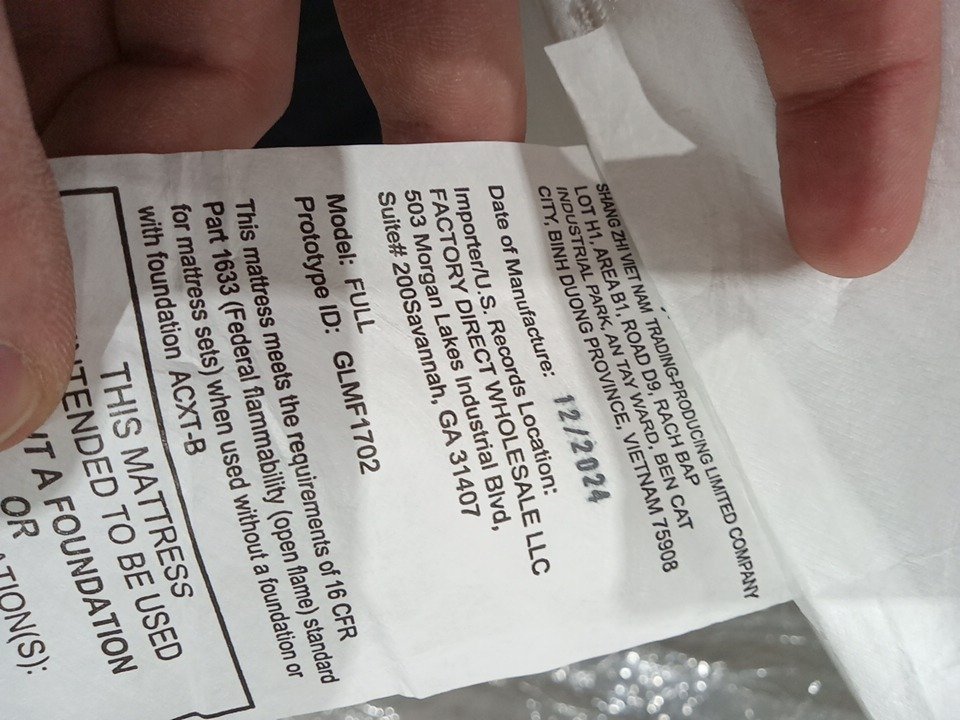 SHANG ZHI VIET NAM TRADING-PRODUCING LIMITED COMPANY
LOT H1, AREA B1, ROAD D9, RACH BAP
INDUSTRIAL PARK, AN TAY WARD, BEN CAT
CITY, BINH DUONG PROVINCE, VIETNAM 75908
Date of Manufacture: 12/2024
Importer/U.S. Records Location:
FACTORY DIRECT WHOLESALE LLC
503 Morgan Lakes Industrial Blvd,
Suite# 200Savannah, GA 31407
Model: FULL
Prototype ID: GLMF1702
This mattress meets the requirements of 16 CFR
Part 1633 (Federal flammability (open flame) standard
for mattress sets) when used without a foundation or
with foundation ACXT-B
THIS MATTRESS
TENDED TO BE USED
A FOUNDATION
OR
TION(S):